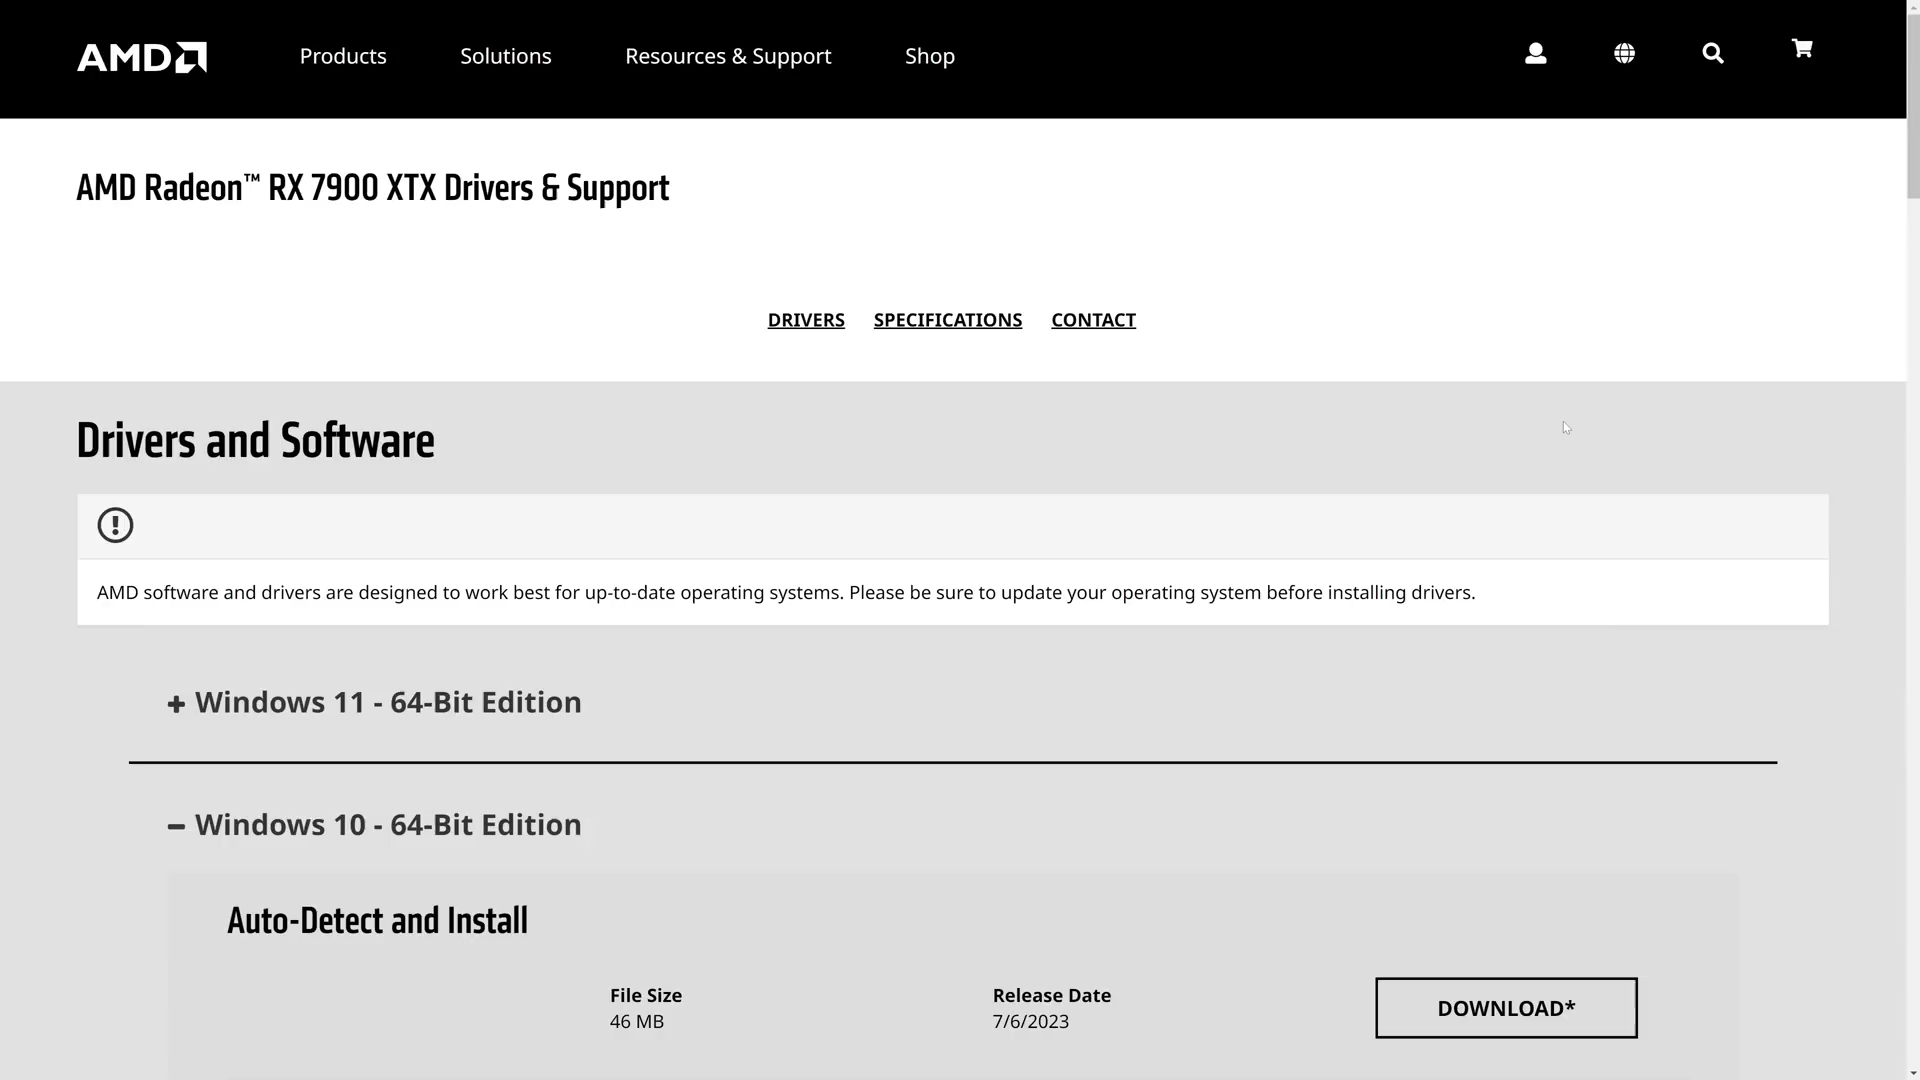 AMD
Products
Solutions
Resources & Support
Shop
AMD Radeon™ RX 7900 XTX Drivers & Support
DRIVERS
SPECIFICATIONS
CONTACT
Drivers and Software
AMD software and drivers are designed to work best for up-to-date operating systems. Please be sure to update your operating system before installing drivers.
Windows 11 - 64-Bit Edition
Windows 10 - 64-Bit Edition
Auto-Detect and Install
File Size
46 MB
Release Date
7/6/2023
DOWNLOAD*